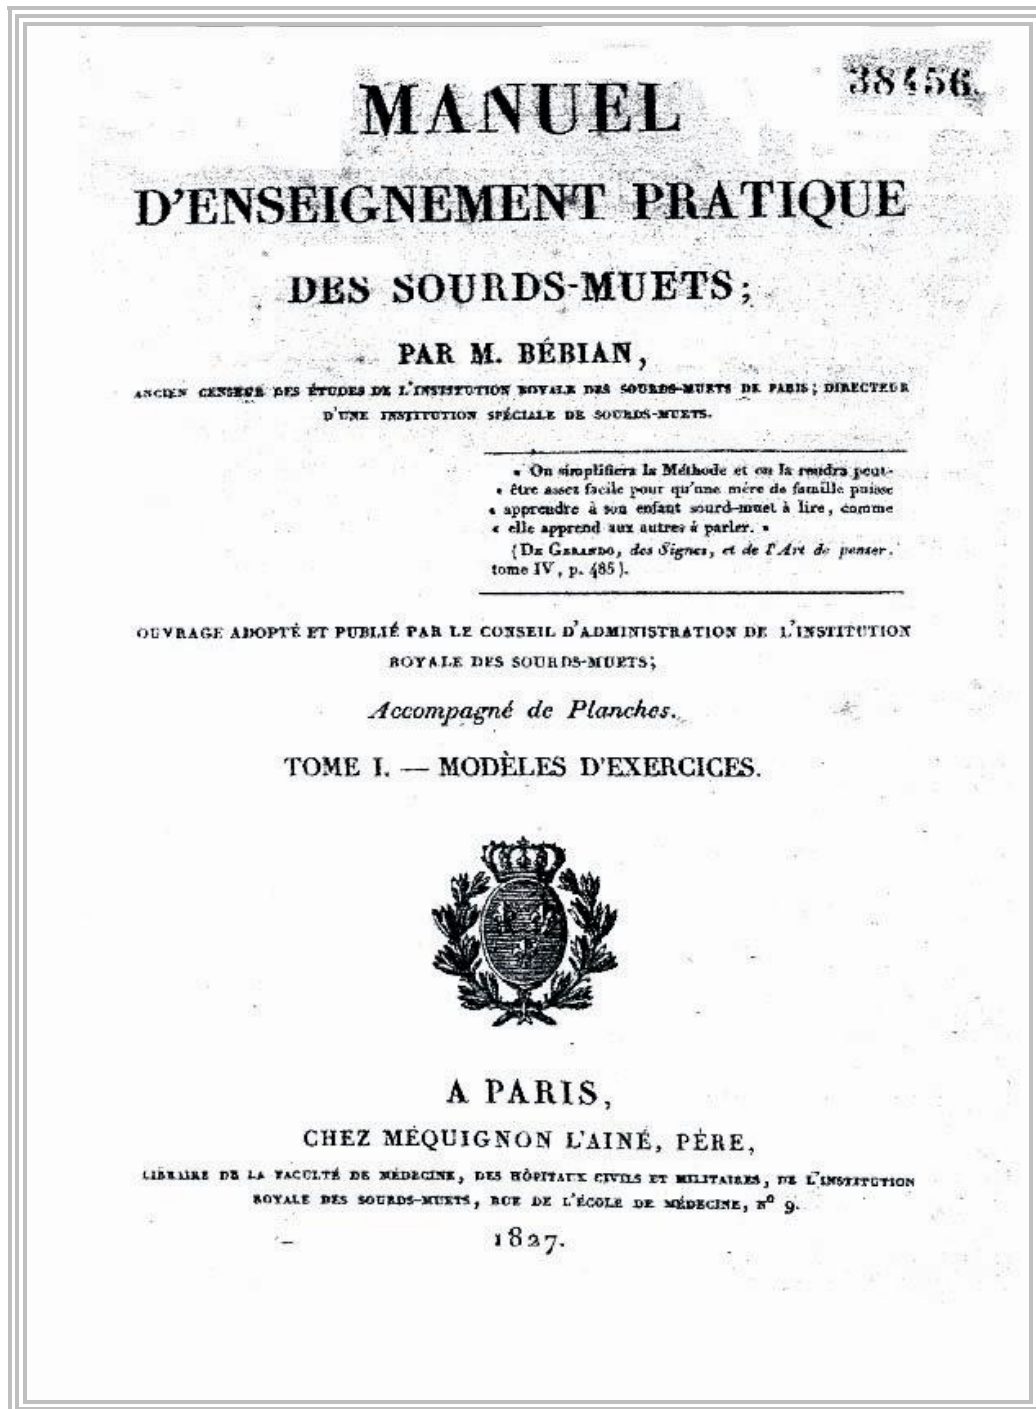 38456.
MANUEL
D'ENSEIGNEMENT PRATIQUE
DES SOURDS-MUETS;
PAR M. BÉBIAN,
ANCIEN CENSEUR DES ÉTUDES DE L'INSTITUTION ROYALE DES SOURDS-MUETS DE PARIS; DIRECTEUR
D'UNE INSTITUTION SPÉCIALE DE SOURDS-MUETS.
« On simplifiera la Méthode et on la rendra peut-
« être assez facile pour qu'une mère de famille puisse
« apprendre à son enfant sourd-muet à lire, comme
« elle apprend aux autres à parler. »
(DE GERANDO, des Signes, et de l'Art de penser,
tome IV, p. 485).
OUVRAGE ADOPTÉ ET PUBLIÉ PAR LE CONSEIL D'ADMINISTRATION DE L'INSTITUTION
ROYALE DES SOURDS-MUETS;
Accompagné de Planches.
TOME I. — MODÈLES D'EXERCICES.
A PARIS,
CHEZ MÉQUIGNON L'AINÉ, PÈRE,
LIBRAIRE DE LA FACULTÉ DE MÉDECINE, DES HÔPITAUX CIVILS ET MILITAIRES, DE L'INSTITUTION
ROYALE DES SOURDS-MUETS, RUE DE L'ÉCOLE DE MÉDECINE, Nº 9.
1827.